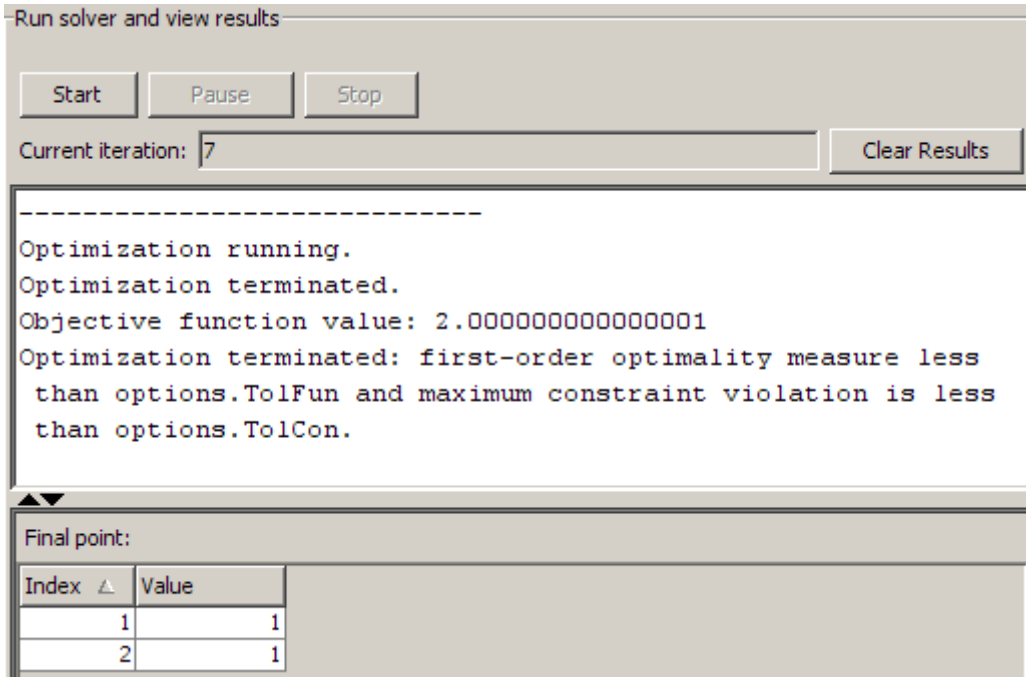 Run solver and view results
Start Pause Stop
Current iteration: 7 Clear Results
------------------------------
Optimization running.
Optimization terminated.
Objective function value: 2.000000000000001
Optimization terminated: first-order optimality measure less
than options.TolFun and maximum constraint violation is less
than options.TolCon.
Final point:
Index Value
1 1
2 1